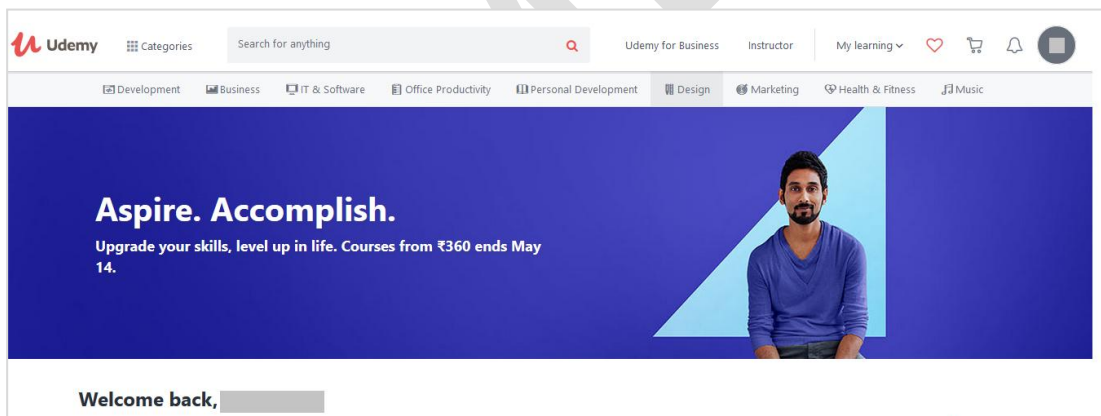 Udemy Categories Search for anything Udemy for Business Instructor My learning
Development Business IT & Software Office Productivity Personal Development Design Marketing Health & Fitness Music
Aspire. Accomplish.
Upgrade your skills, level up in life. Courses from ₹360 ends May
14.
Welcome back,